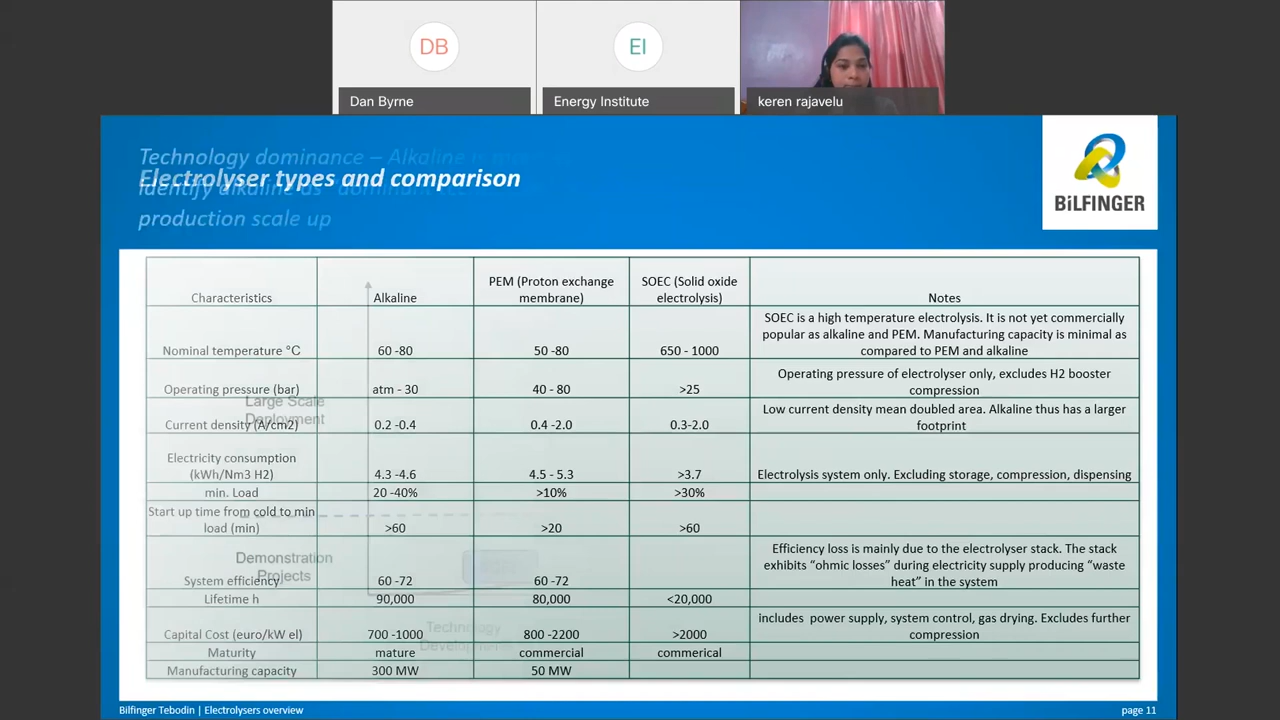 DB
EI
Dan Byrne
Energy Institute
keren rajavelu
Technology dominance – Alkaline is
Electrolyser types and comparison
identify alkaline as
production scale up
BiLFINGER
Characteristics
Alkaline
PEM (Proton exchange
membrane)
SOEC (Solid oxide
electrolysis)
Notes
Nominal temperature °C
60 -80
50 -80
650 - 1000
SOEC is a high temperature electrolysis. It is not yet commercially
popular as alkaline and PEM. Manufacturing capacity is minimal as
compared to PEM and alkaline
Operating pressure (bar)
atm - 30
40 - 80
>25
Operating pressure of electrolyser only, excludes H2 booster
compression
Large Scale
Deployment
Current density (A/cm2)
0.2 -0.4
0.4 -2.0
0.3-2.0
Low current density mean doubled area. Alkaline thus has a larger
footprint
Electricity consumption
(kWh/Nm3 H2)
4.3 -4.6
4.5 - 5.3
>3.7
Electrolysis system only. Excluding storage, compression, dispensing
min. Load
20 -40%
>10%
>30%
Start up time from cold to min
load (min)
>60
>20
>60
Demonstration
Projects
System efficiency
60 -72
60 -72
Efficiency loss is mainly due to the electrolyser stack. The stack
exhibits “ohmic losses” during electricity supply producing “waste
heat” in the system
Lifetime h
90,000
80,000
<20,000
Capital Cost (euro/kW el)
700 -1000
800 -2200
>2000
includes  power supply, system control, gas drying. Excludes further
compression
Technology
Maturity
mature
commercial
commerical
Manufacturing capacity
300 MW
50 MW
Bilfinger Tebodin | Electrolysers overview
page 11